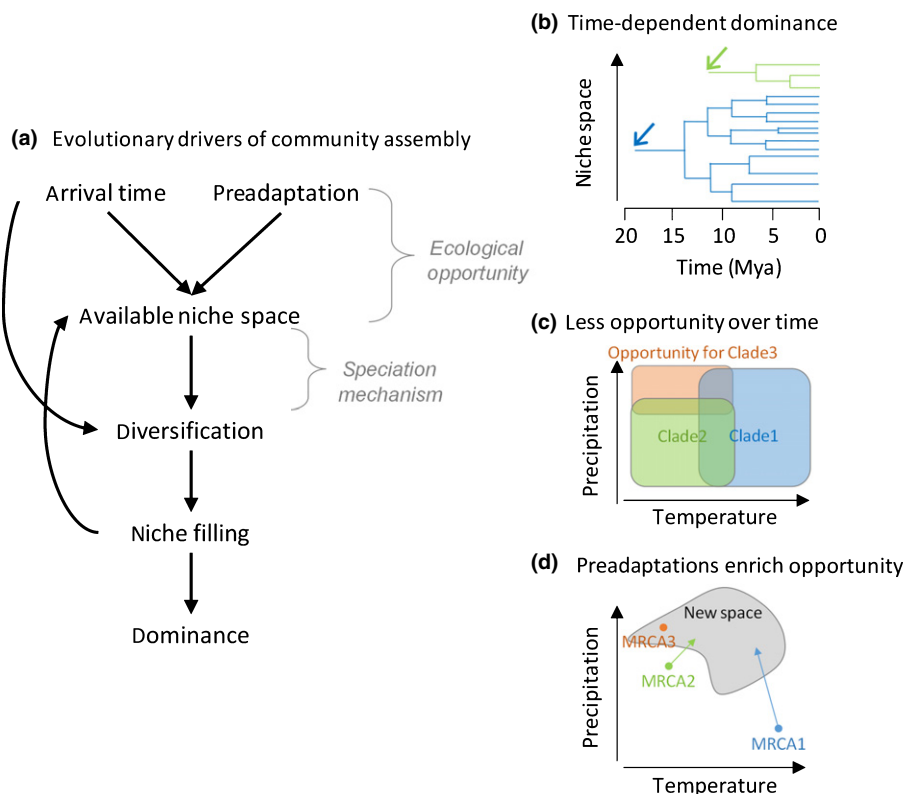 (a) Evolutionary drivers of community assembly
Arrival time
Preadaptation
Ecological
opportunity
Available niche space
Speciation
mechanism
Diversification
Niche filling
Dominance
(b) Time-dependent dominance
Niche space
20 15 10 5 0
Time (Mya)
(c) Less opportunity over time
Opportunity for Clade3
Precipitation
Clade2
Clade1
Temperature
(d) Preadaptations enrich opportunity
New space
Precipitation
MRCA3
MRCA2
MRCA1
Temperature